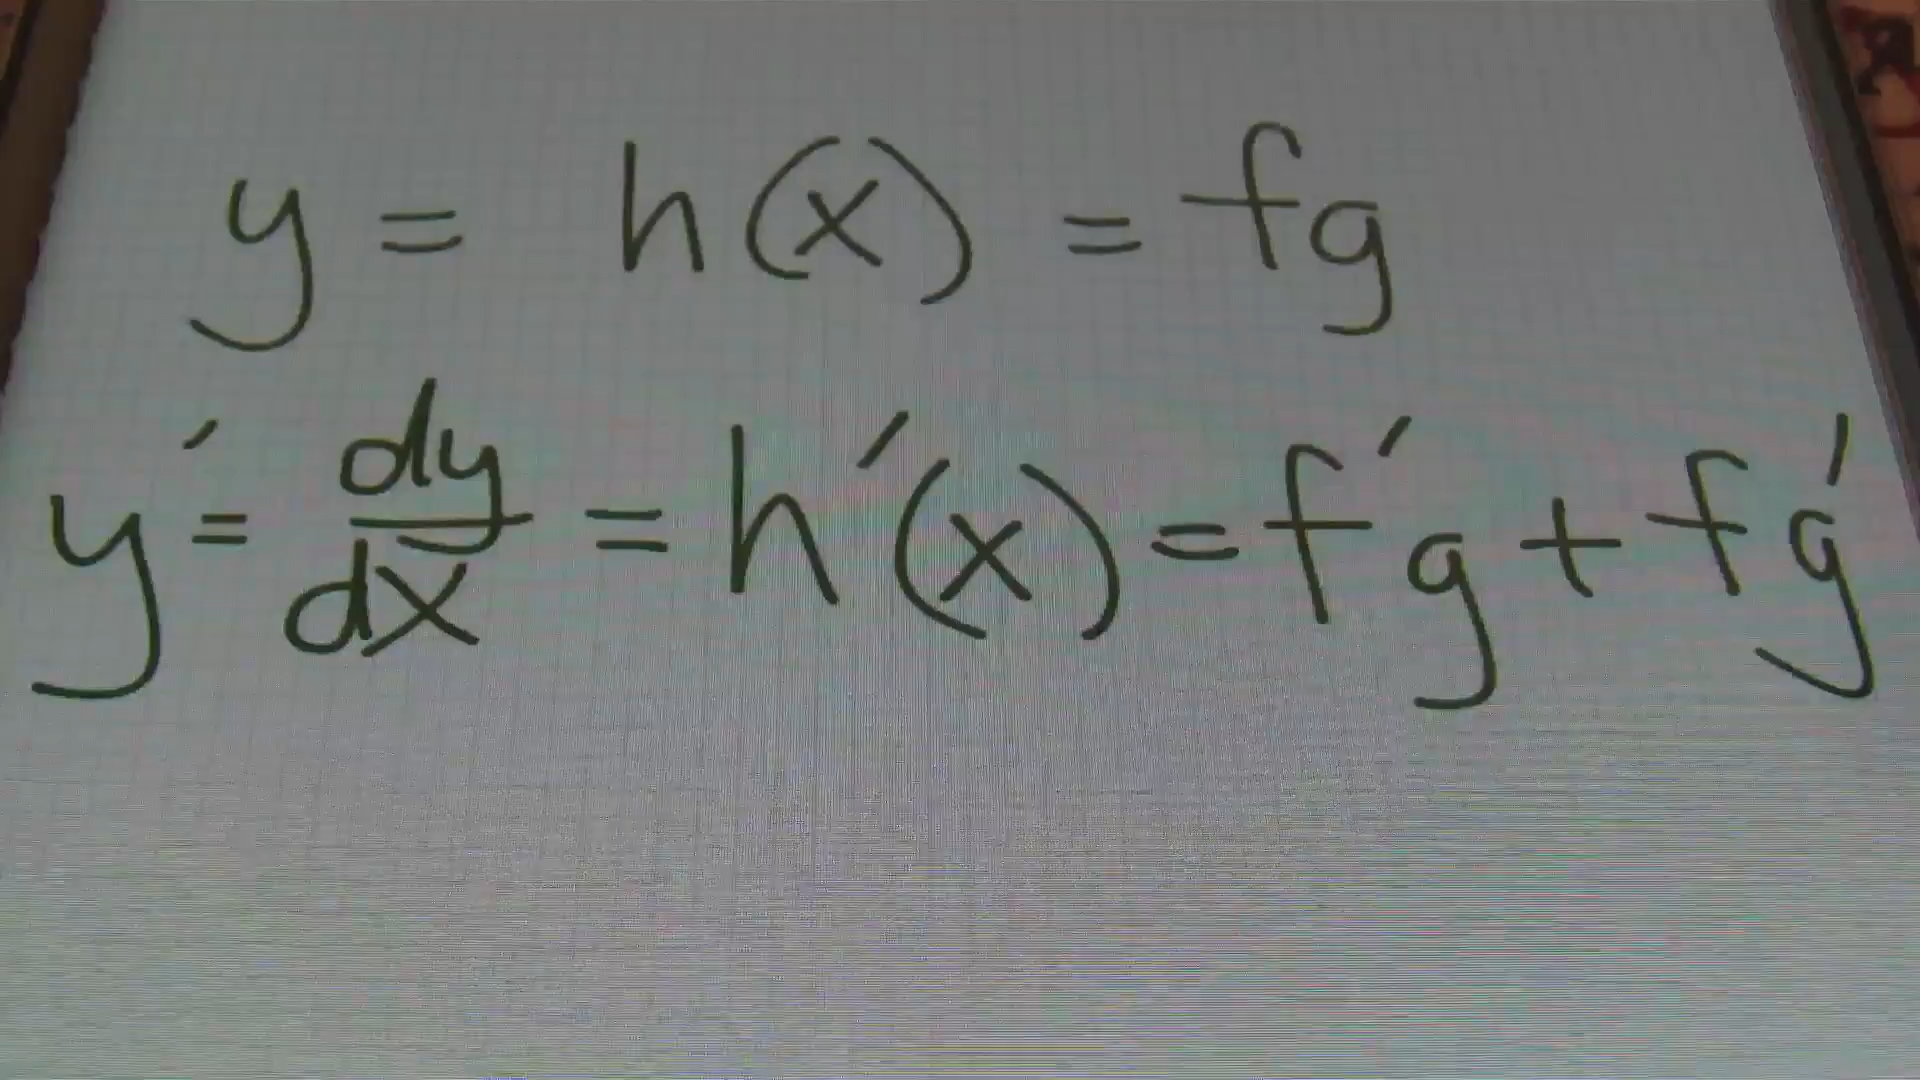 y = h(x) = fg
y′ = dy/dx = h′(x) = f′g + fg′